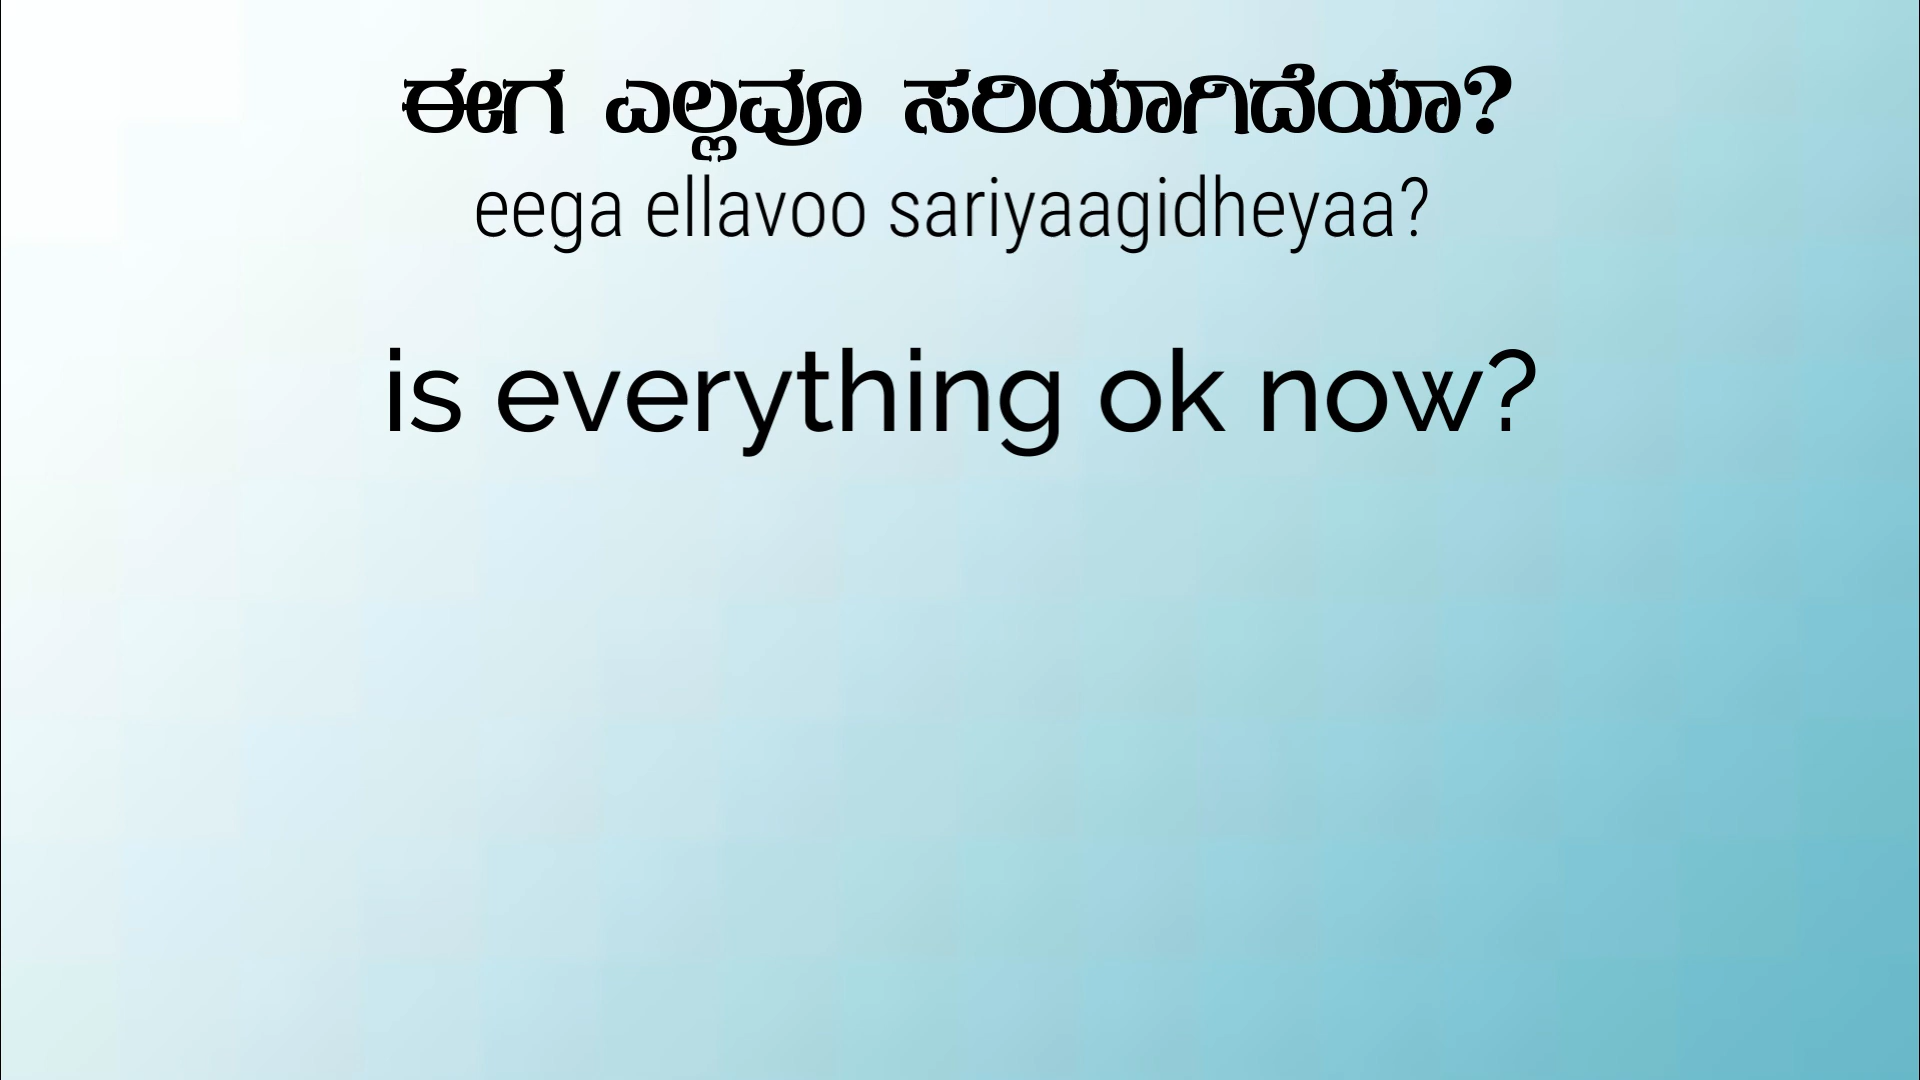 ಈಗ ಎಲ್ಲವೂ ಸರಿಯಾಗಿದೆಯಾ?
eega ellavoo sariyaagidheyaa?
is everything ok now?